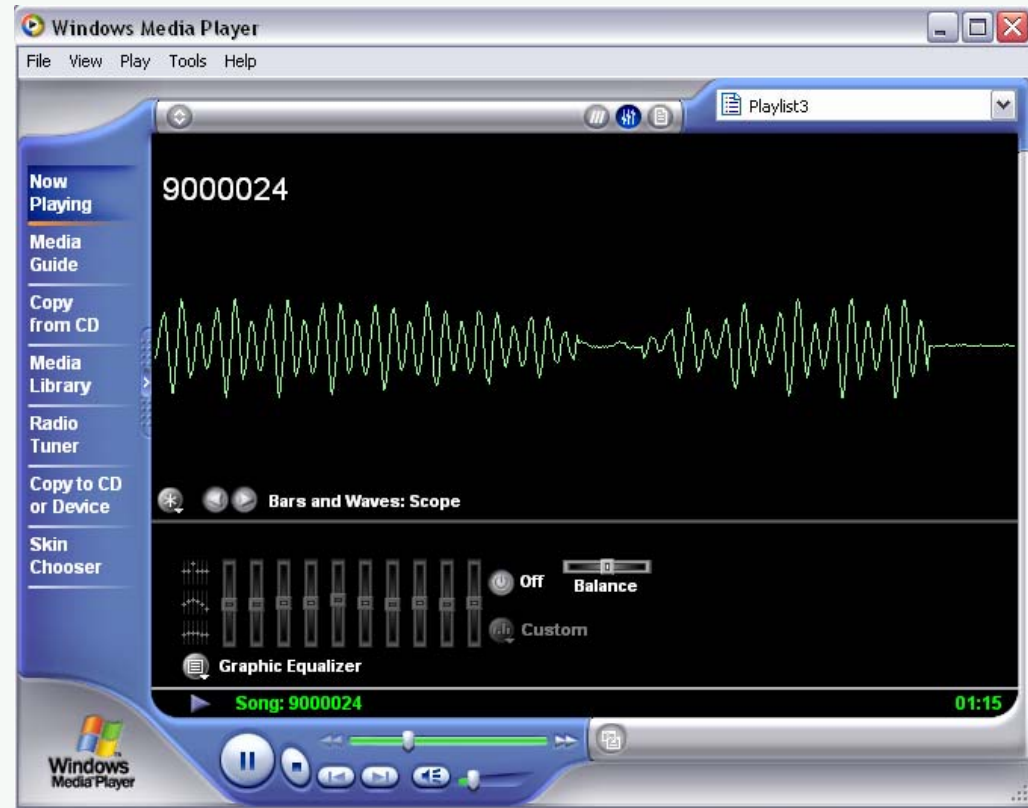 Windows Media Player
File View Play Tools Help
Playlist3
Now
Playing
Media
Guide
Copy
from CD
Media
Library
Radio
Tuner
Copy to CD
or Device
Skin
Chooser
9000024
Bars and Waves: Scope
Off
Balance
Custom
Graphic Equalizer
Song: 9000024 01:15
Windows
Media Player